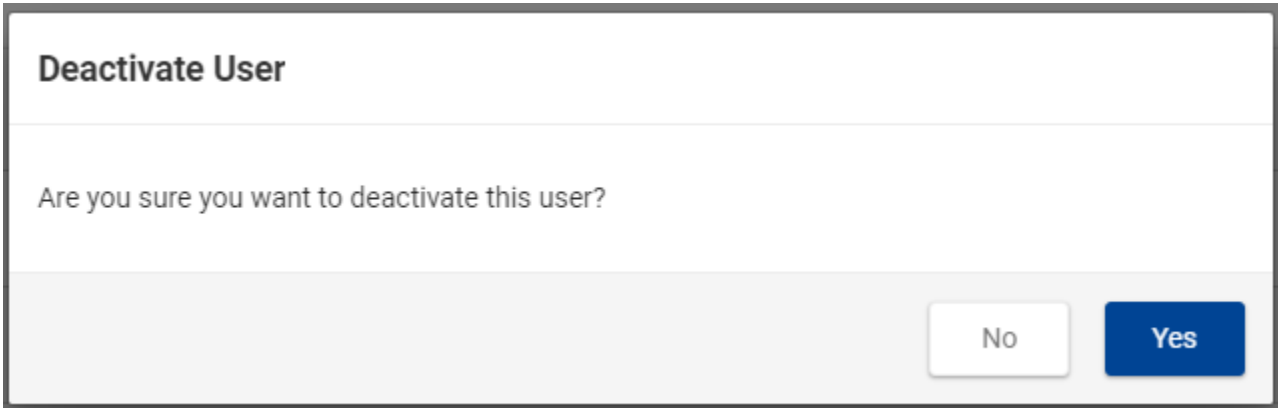 Deactivate User
Are you sure you want to deactivate this user?
No
Yes